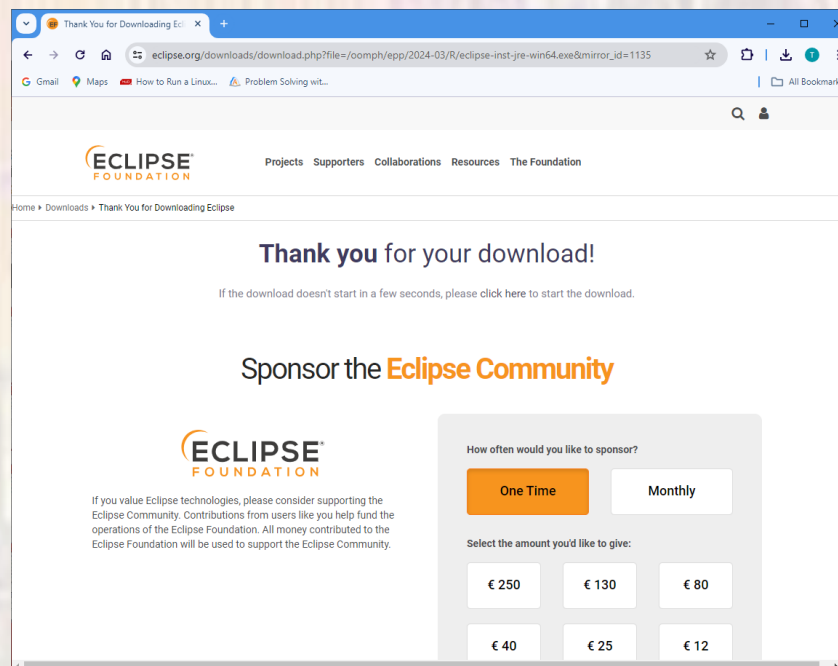 Thank You for Downloading Ecl
eclipse.org/downloads/download.php?file=/oomph/epp/2024-03/R/eclipse-inst-jre-win64.exe&mirror_id=1135
T
Gmail Maps How to Run a Linux... Problem Solving wit... All Bookmark
ECLIPSE
FOUNDATION
Projects Supporters Collaborations Resources The Foundation
Home Downloads Thank You for Downloading Eclipse
Thank you for your download!
If the download doesn't start in a few seconds, please click here to start the download.
Sponsor the Eclipse Community
ECLIPSE
FOUNDATION
If you value Eclipse technologies, please consider supporting the
Eclipse Community. Contributions from users like you help fund the
operations of the Eclipse Foundation. All money contributed to the
Eclipse Foundation will be used to support the Eclipse Community.
How often would you like to sponsor?
One Time Monthly
Select the amount you'd like to give:
€ 250 € 130 € 80
€ 40 € 25 € 12